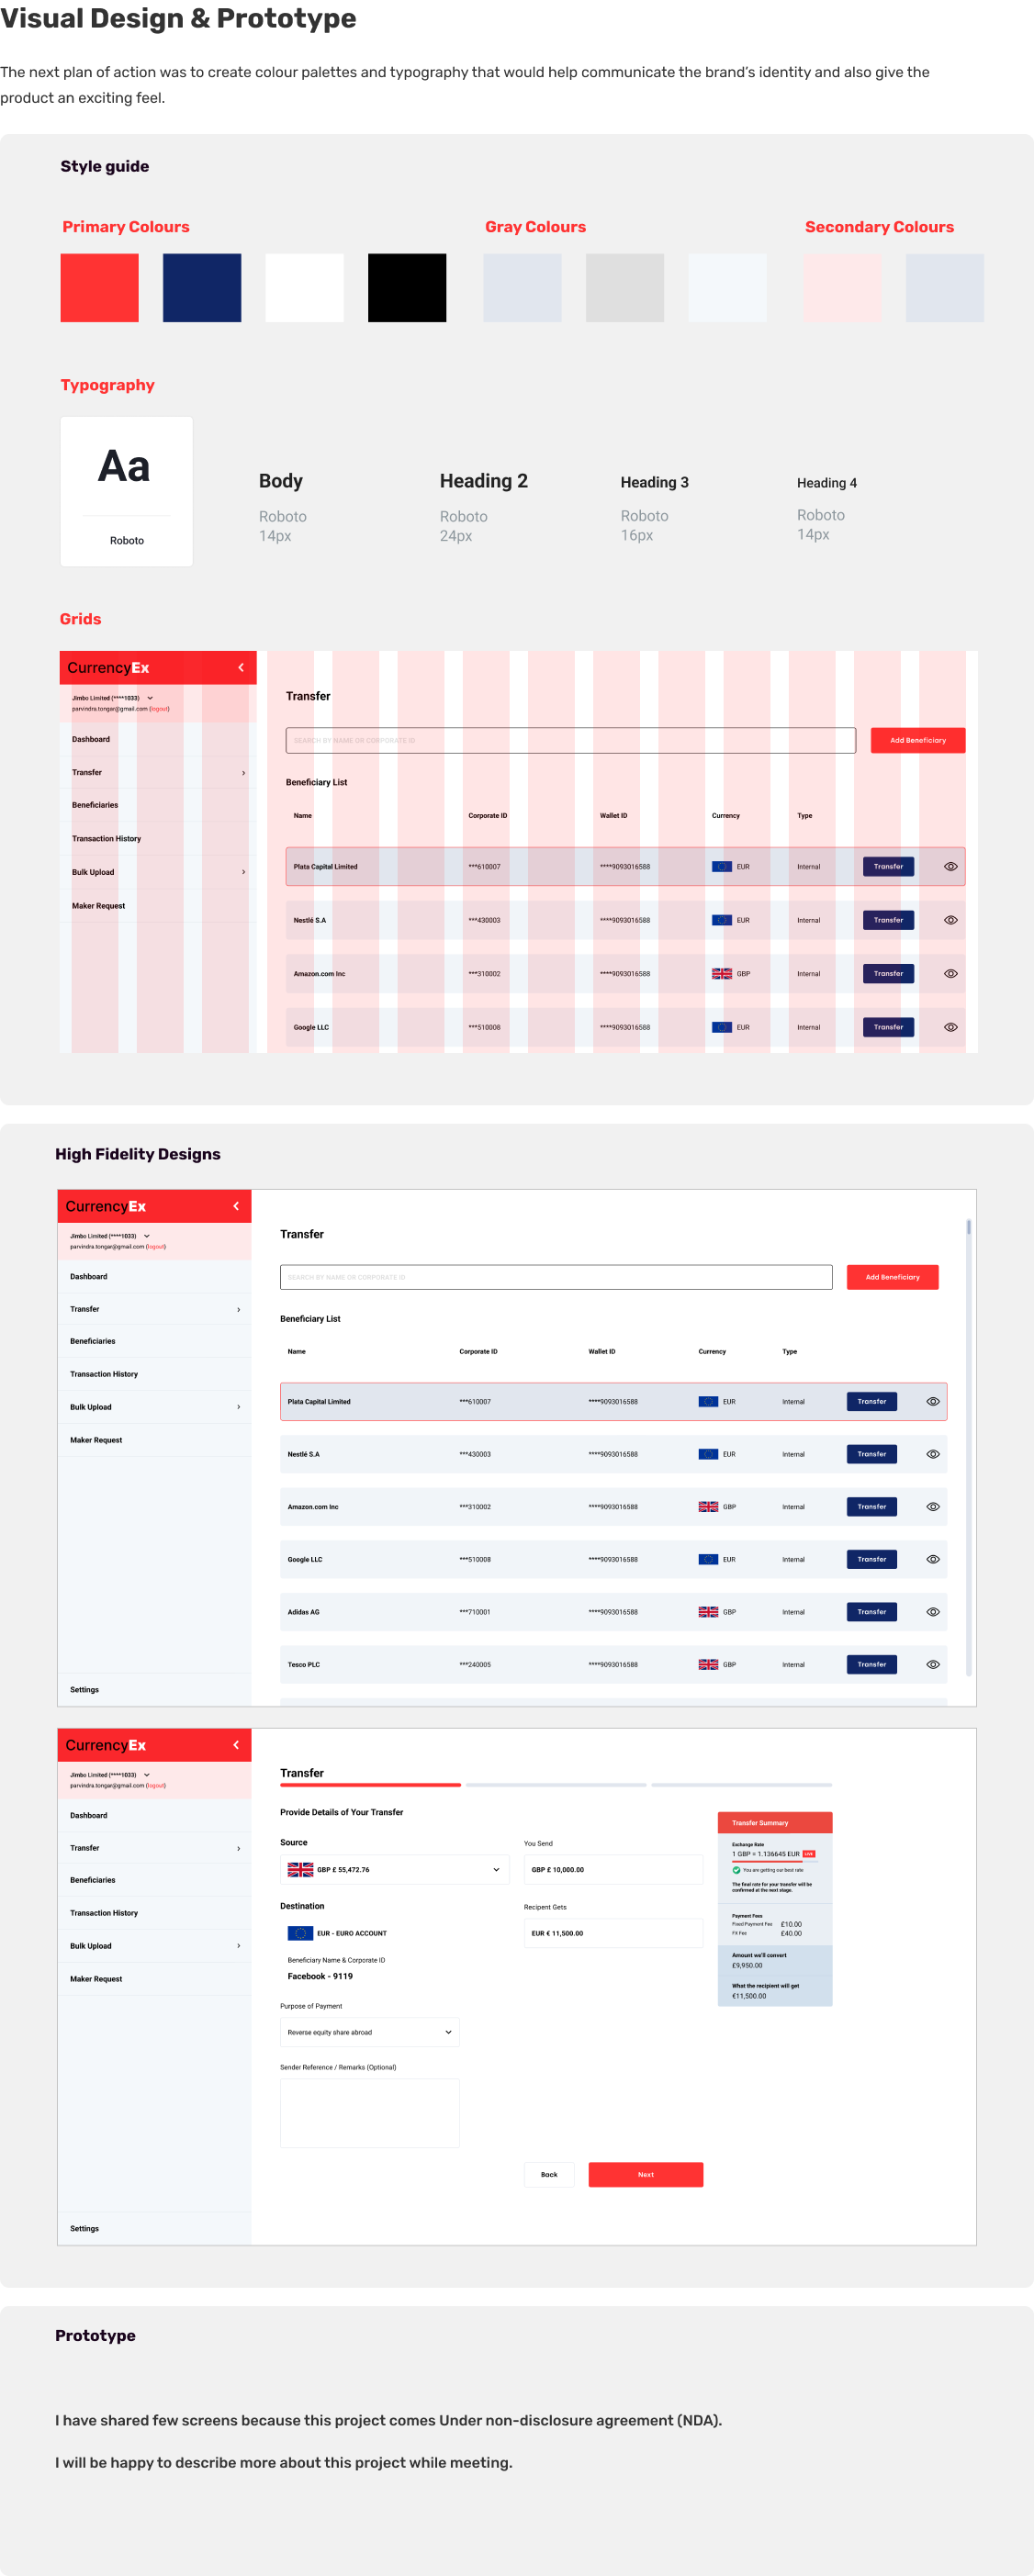 Visual Design & Prototype
The next plan of action was to create colour palettes and typography that would help communicate the brand's identity and also give the
product an exciting feel.
Style guide
Primary Colours
Gray Colours
Secondary Colours
Typography
Aa
Roboto
Body
Roboto
14px
Heading 2
Roboto
24px
Heading 3
Roboto
16px
Heading 4
Roboto
14px
Grids
CurrencyEx
Jimbo Limited (****1033)
parvindra.tongar@gmail.com (logout)
Dashboard
Transfer
Beneficiaries
Transaction History
Bulk Upload
Maker Request
Transfer
SEARCH BY NAME OR CORPORATE ID
Add Beneficiary
Beneficiary List
Name Corporate ID Wallet ID Currency Type
Plata Capital Limited ***610007 ****9093016588 EUR Internal Transfer
Nestlé S.A ***430003 ****9093016588 EUR Internal Transfer
Amazon.com Inc ***310002 ****9093016588 GBP Internal Transfer
Google LLC ***510008 ****9093016588 EUR Internal Transfer
High Fidelity Designs
CurrencyEx
Jimbo Limited (****1033)
parvindra.tongar@gmail.com (logout)
Dashboard
Transfer
Beneficiaries
Transaction History
Bulk Upload
Maker Request
Settings
Transfer
SEARCH BY NAME OR CORPORATE ID
Add Beneficiary
Beneficiary List
Name Corporate ID Wallet ID Currency Type
Plata Capital Limited ***610007 ****9093016588 EUR Internal Transfer
Nestlé S.A ***430003 ****9093016588 EUR Internal Transfer
Amazon.com Inc ***310002 ****9093016588 GBP Internal Transfer
Google LLC ***510008 ****9093016588 EUR Internal Transfer
Adidas AG ***710001 ****9093016588 GBP Internal Transfer
Tesco PLC ***240005 ****9093016588 GBP Internal Transfer
CurrencyEx
Jimbo Limited (****1033)
parvindra.tongar@gmail.com (logout)
Dashboard
Transfer
Beneficiaries
Transaction History
Bulk Upload
Maker Request
Settings
Transfer
Provide Details of Your Transfer
Source
GBP £ 55,472.76
You Send
GBP £ 10,000.00
Destination
EUR - EURO ACCOUNT
Recipent Gets
EUR € 11,500.00
Beneficiary Name & Corporate ID
Facebook - 9119
Purpose of Payment
Reverse equity share abroad
Sender Reference / Remarks (Optional)
Back
Next
Transfer Summary
Exchange Rate
1 GBP = 1.136645 EUR LIVE
You are getting our best rate
The final rate for your transfer will be
confirmed at the next stage.
Payment Fees
Fixed Payment Fee £10.00
FX Fee £40.00
Amount we'll convert
£9,950.00
What the recipient will get
€11,500.00
Prototype
I have shared few screens because this project comes Under non-disclosure agreement (NDA).
I will be happy to describe more about this project while meeting.